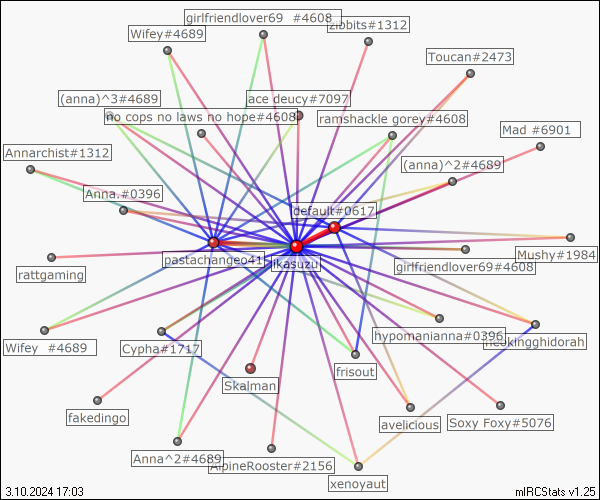 girlfriendlover69  #4608
zibbits#1312
Wifey#4689
Toucan#2473
(anna)^3#4689
ace deucy#7097
no cops no laws no hope#4608
ramshackle gorey#4608
Mad #6901
Annarchist#1312
(anna)^2#4689
Anna.#0396
default#0617
Mushy#1984
pastachangeo41
ikasuzu
girlfriendlover69#4608
rattgaming
hypomanianna#0396
Wifey  #4689
Cypha#1717
frisout
Skalman
fakedingo
avelicious
Soxy Foxy#5076
Anna^2#4689
AlpineRooster#2156
xenoyaut
3.10.2024 17:03
mIRCStats v1.25